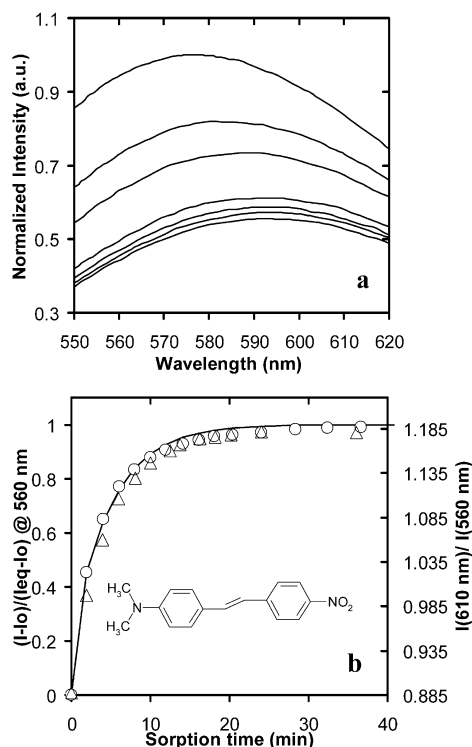 Normalized Intensity (a.u.)
1.1
0.9
0.7
0.5
0.3
a
550 560 570 580 590 600 610 620
Wavelength (nm)
(I-Io)/(Ieq-Io) @ 560 nm
1
0.8
0.6
0.4
0.2
0
I(610 nm)/ I(560 nm)
1.185
1.135
1.085
1.035
0.985
0.935
0.885
H₃C
N
H₃C
NO₂
b
0 10 20 30 40
Sorption time (min)